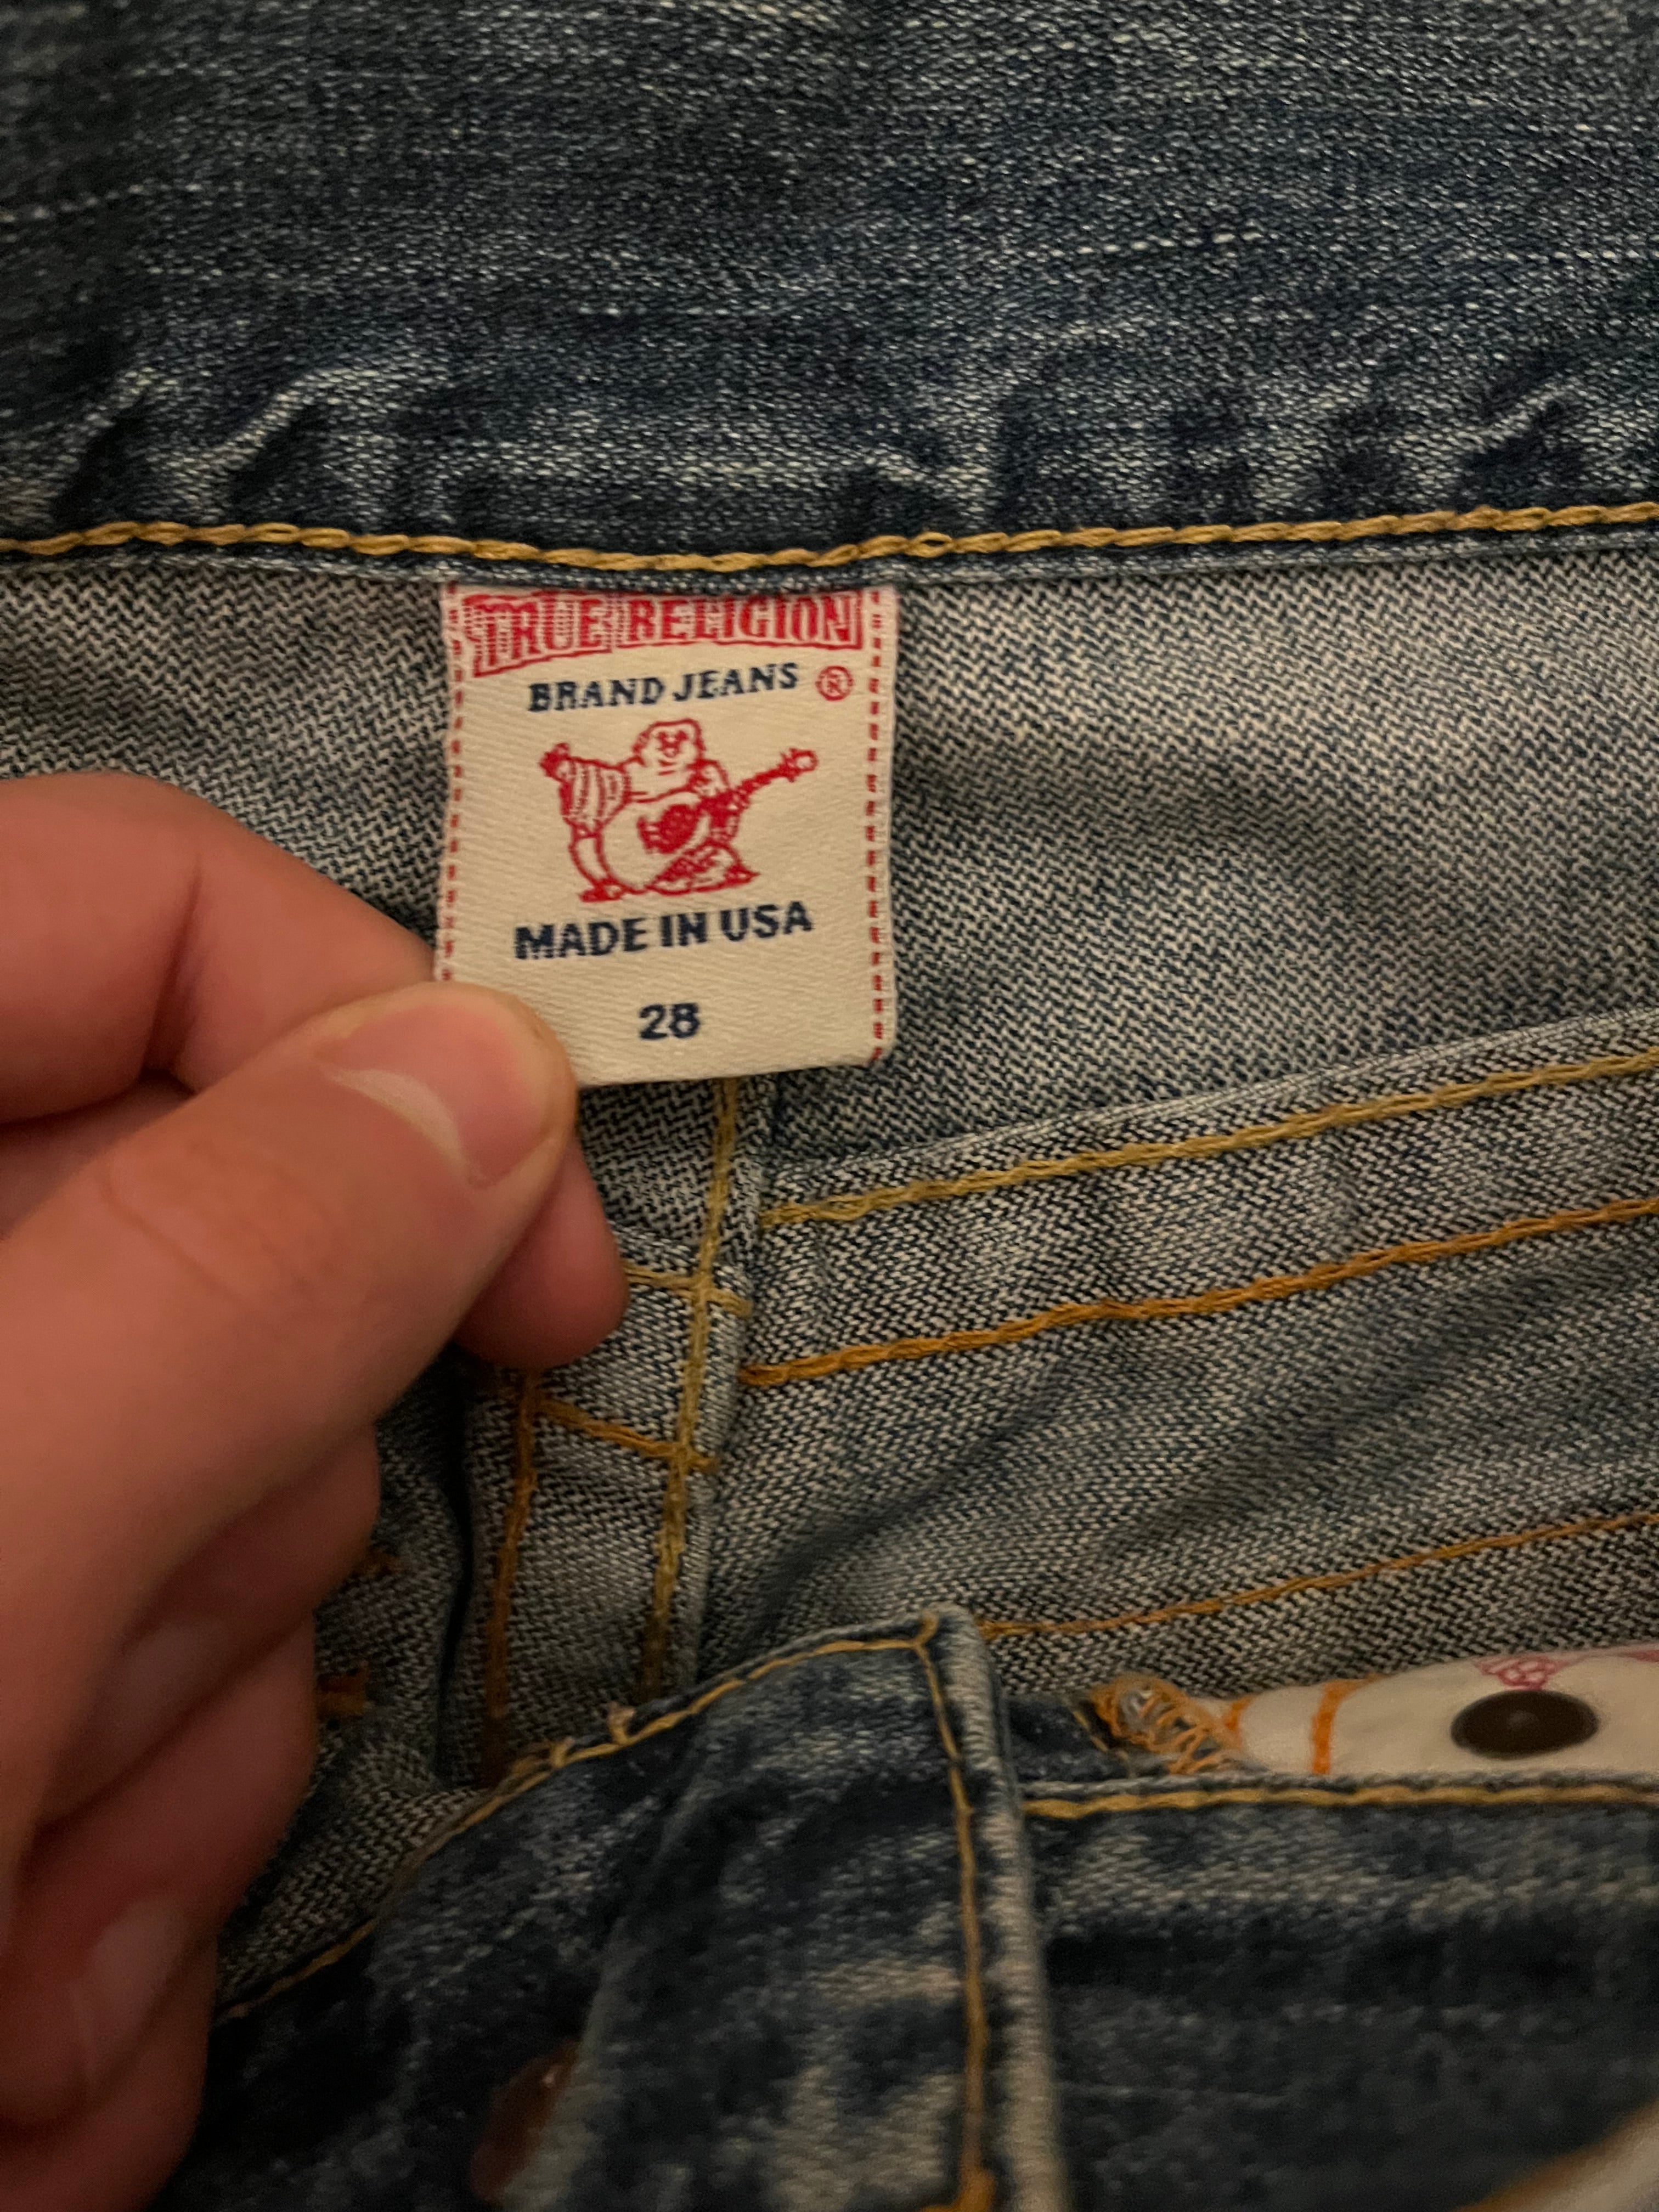 TRUE RELIGION
BRAND JEANS ®
MADE IN USA
28